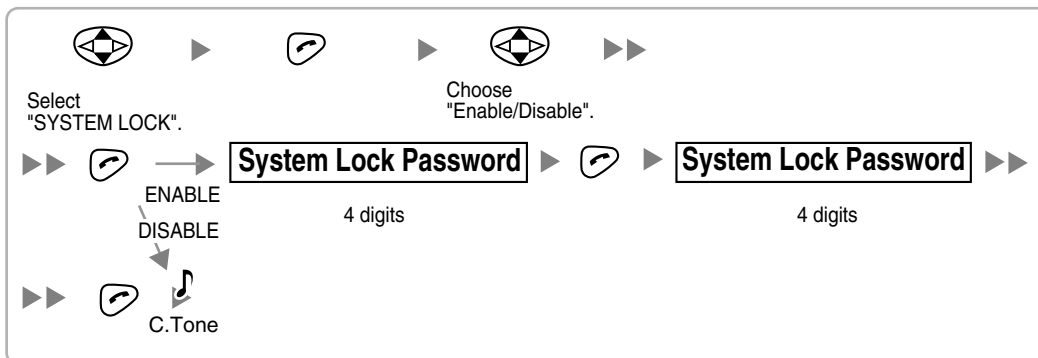 Select
"SYSTEM LOCK".
Choose
"Enable/Disable".
System Lock Password
System Lock Password
ENABLE
4 digits
4 digits
DISABLE
C.Tone